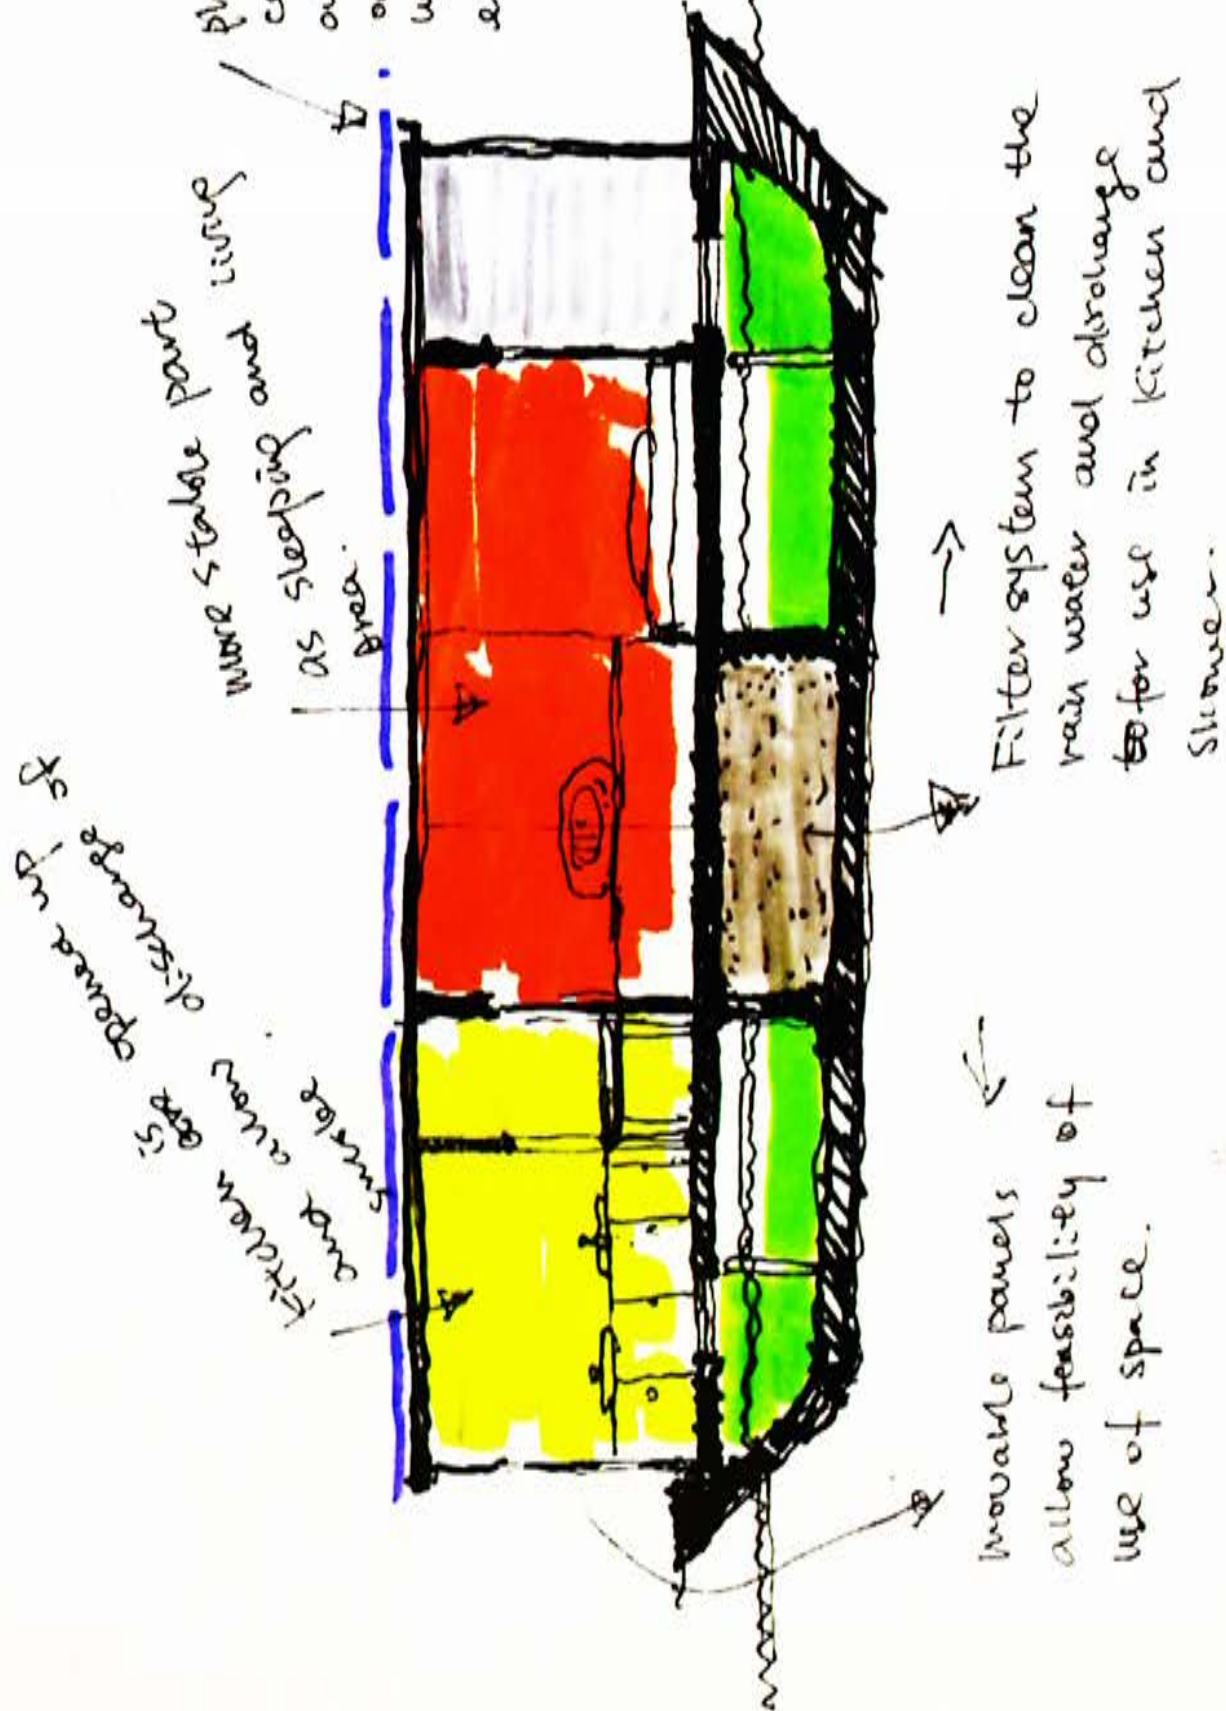 Kitchen is opened up
and allow discharge of
smoke.
more stable part
as sleeping and living
Area.
movable panels
allow feasibility of
use of space.
Filter system to clean the
rain water and discharge
for use in kitchen and
Shower.